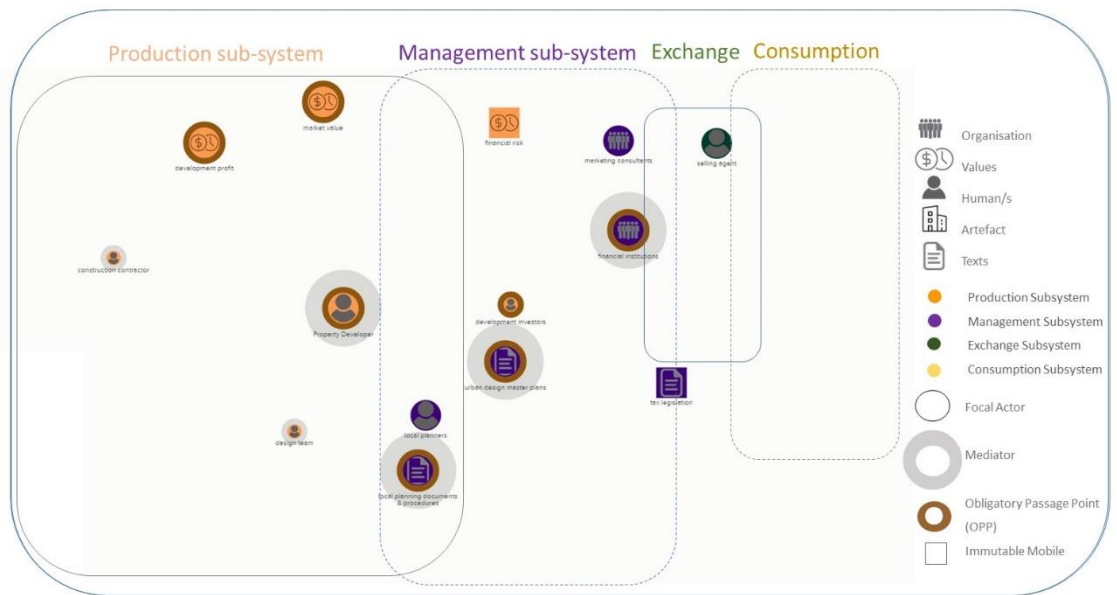 Production sub-system
Management sub-system
Exchange
Consumption
market value
development profit
financial risk
marketing consultents
selling agent
financial institutions
construction contractor
Property Developer
development investors
urban design master plans
tax legislation
local planners
design team
local planning documents
& procedures
Organisation
Values
Human/s
Artefact
Texts
Production Subsystem
Management Subsystem
Exchange Subsystem
Consumption Subsystem
Focal Actor
Mediator
Obligatory Passage Point
(OPP)
Immutable Mobile